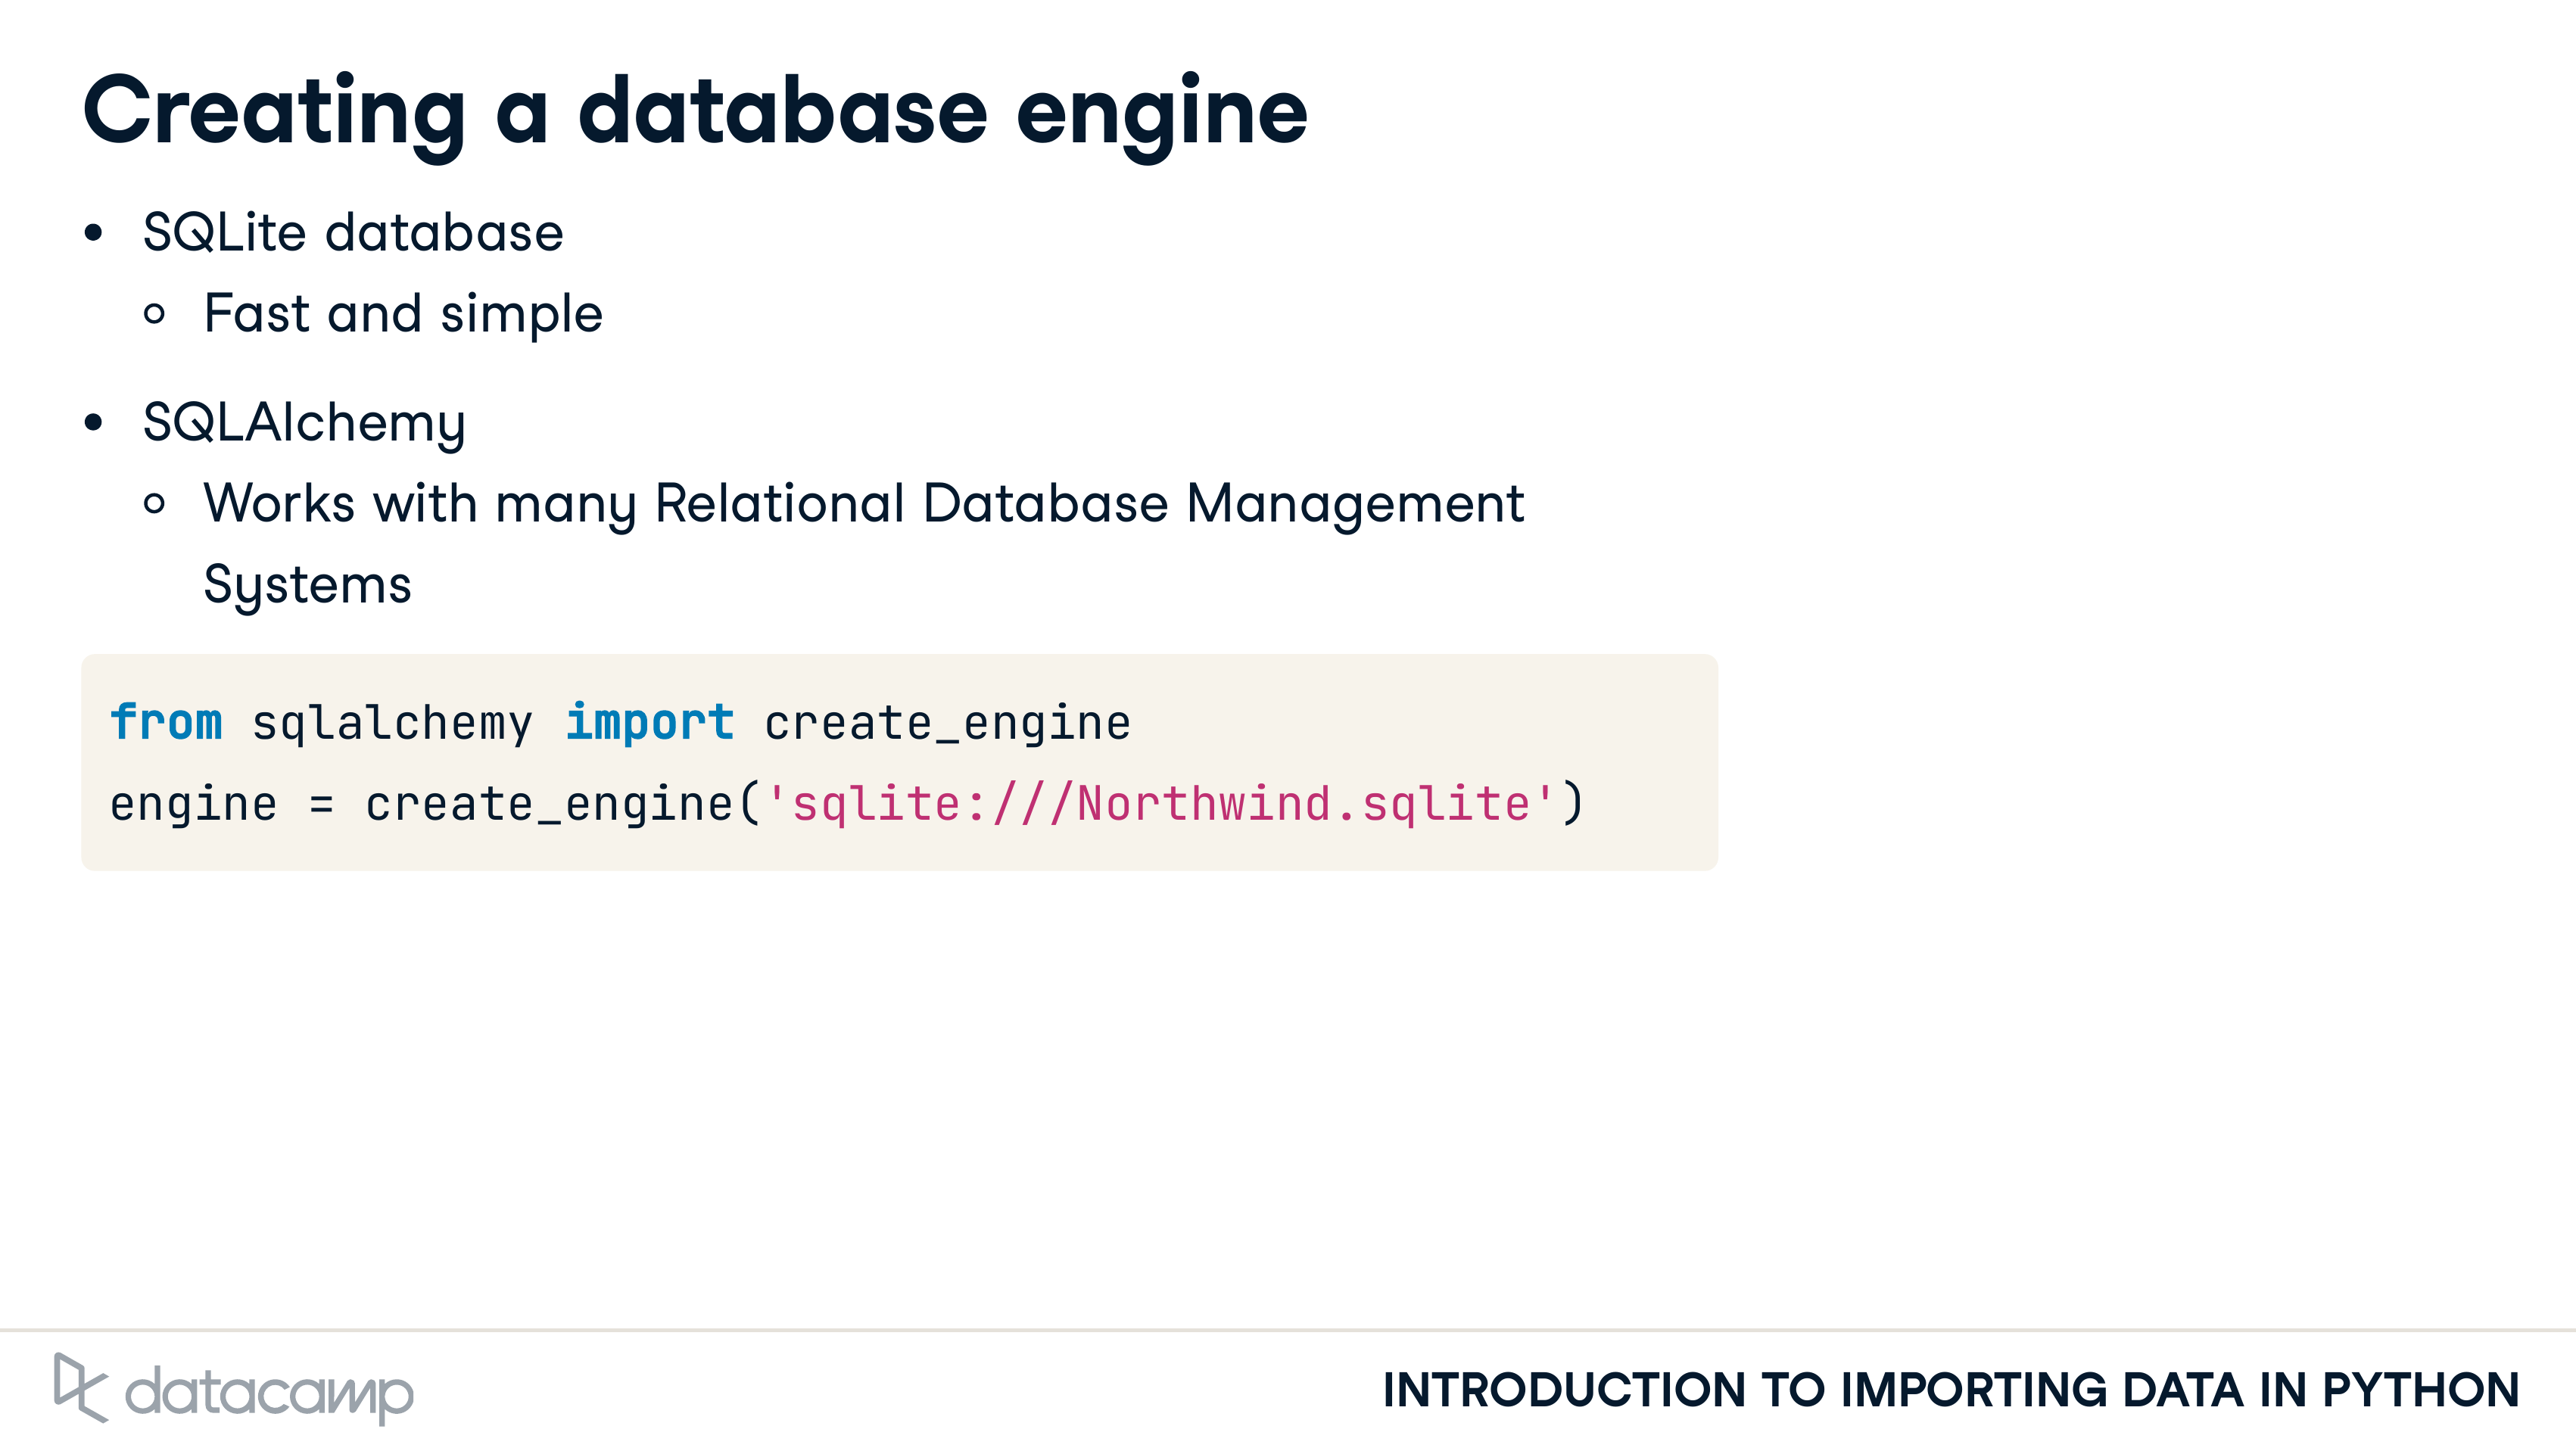 Creating a database engine
• SQLite database
○ Fast and simple
• SQLAlchemy
○ Works with many Relational Database Management
Systems
from sqlalchemy import create_engine
engine = create_engine('sqlite:///Northwind.sqlite')
datacamp
INTRODUCTION TO IMPORTING DATA IN PYTHON